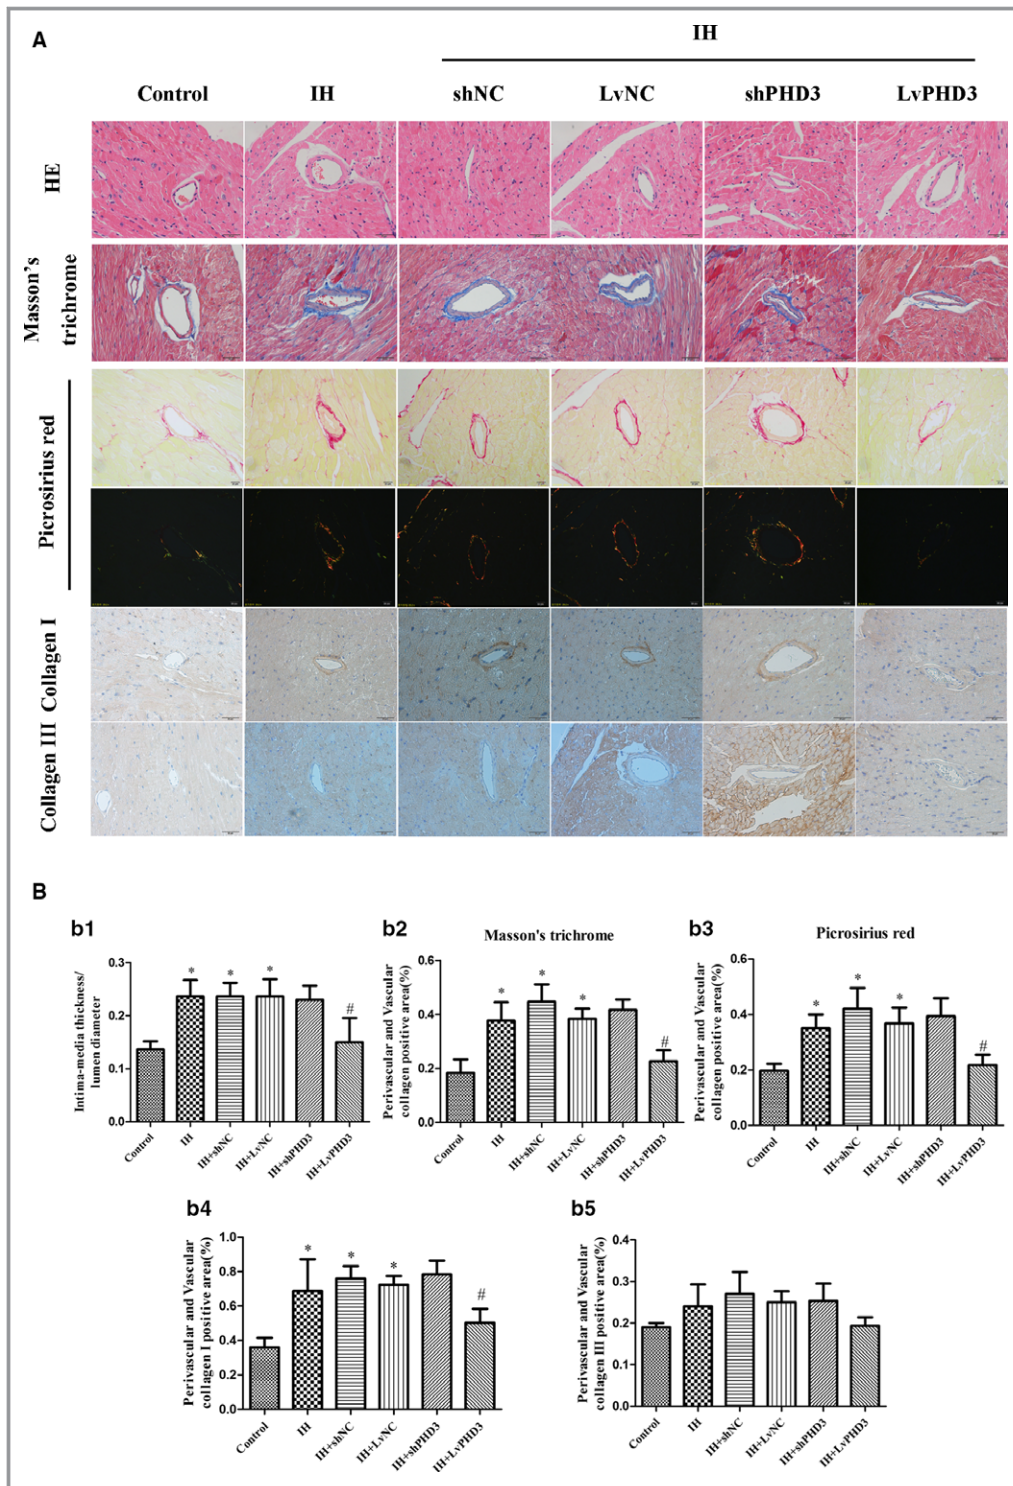 A
IH
Control IH shNC LvNC shPHD3 LvPHD3
HE
Masson's
trichrome
Picrosirius red
Collagen I
Collagen III
B
b1
Intima-media thickness/
lumen diameter
0.3
0.2
0.1
0.0
* * * #
Control IH IH+shNC IH+LvNC IH+shPHD3 IH+LvPHD3
b2
Masson's trichrome
Perivascular and Vascular
collagen positive area(%)
0.6
0.4
0.2
0.0
* * * #
Control IH IH+shNC IH+LvNC IH+shPHD3 IH+LvPHD3
b3
Picrosirius red
Perivascular and Vascular
collagen positive area(%)
0.6
0.4
0.2
0.0
* * * #
Control IH IH+shNC IH+LvNC IH+shPHD3 IH+LvPHD3
b4
Perivascular and Vascular
collagen I positive area(%)
1.0
0.8
0.6
0.4
0.2
0.0
* * * #
Control IH IH+shNC IH+LvNC IH+shPHD3 IH+LvPHD3
b5
Perivascular and Vascular
collagen III positive area(%)
0.4
0.3
0.2
0.1
0.0
Control IH IH+shNC IH+LvNC IH+shPHD3 IH+LvPHD3